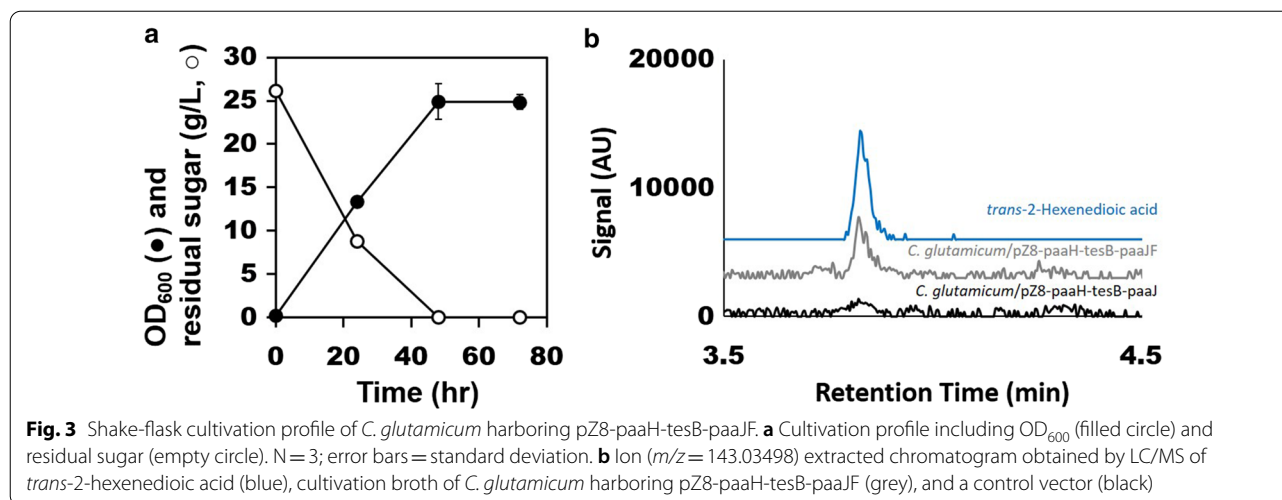 a
30
25
20
15
10
5
0
OD600 (●) and
residual sugar (g/L, ○)
0 20 40 60 80
Time (hr)
b
20000
10000
0
Signal (AU)
trans-2-Hexenedioic acid
C. glutamicum/pZ8-paaH-tesB-paaJF
C. glutamicum/pZ8-paaH-tesB-paaJ
3.5 4.5
Retention Time (min)
Fig. 3 Shake-flask cultivation profile of C. glutamicum harboring pZ8-paaH-tesB-paaJF. a Cultivation profile including OD600 (filled circle) and
residual sugar (empty circle). N = 3; error bars = standard deviation. b Ion (m/z = 143.03498) extracted chromatogram obtained by LC/MS of
trans-2-hexenedioic acid (blue), cultivation broth of C. glutamicum harboring pZ8-paaH-tesB-paaJF (grey), and a control vector (black)